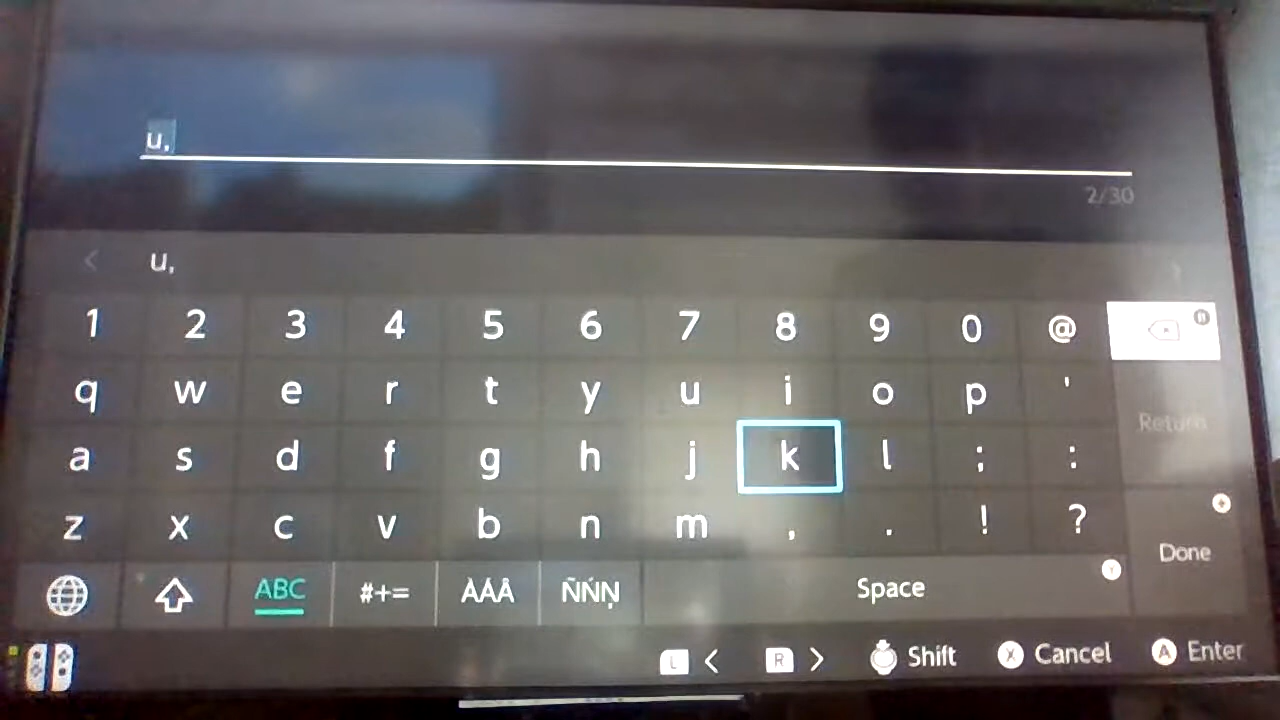 u,
2/30
< u,
1 2 3 4 5 6 7 8 9 0 @
q w e r t y u i o p '
Return
a s d f g h j k l ; :
z x c v b n m , . ! ?
Done
ABC #+= ÀÁÂ ÑŃŅ Space
L < R > Shift X Cancel A Enter